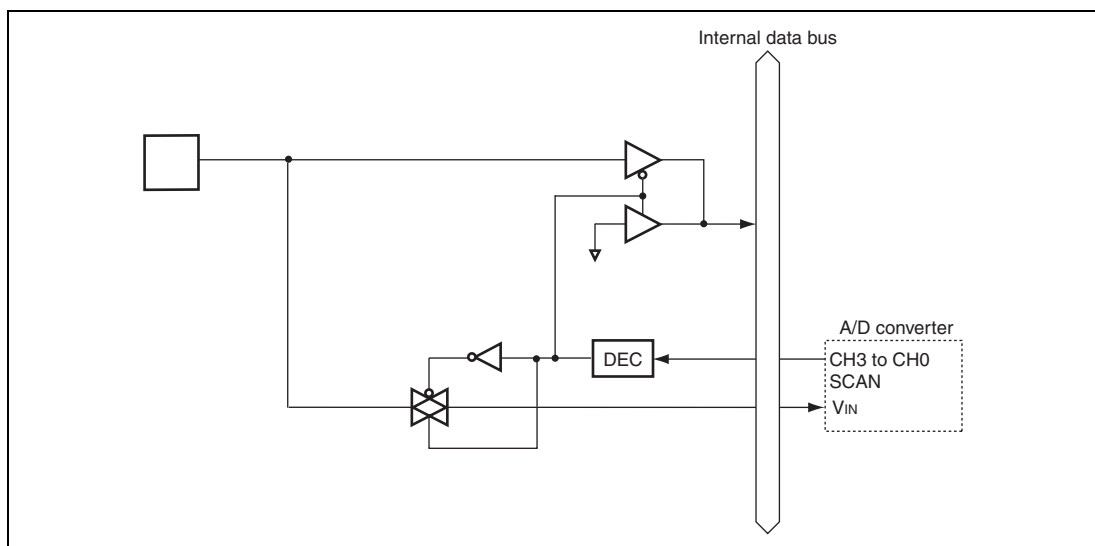 Internal data bus
A/D converter
DEC
CH3 to CH0
SCAN
VIN